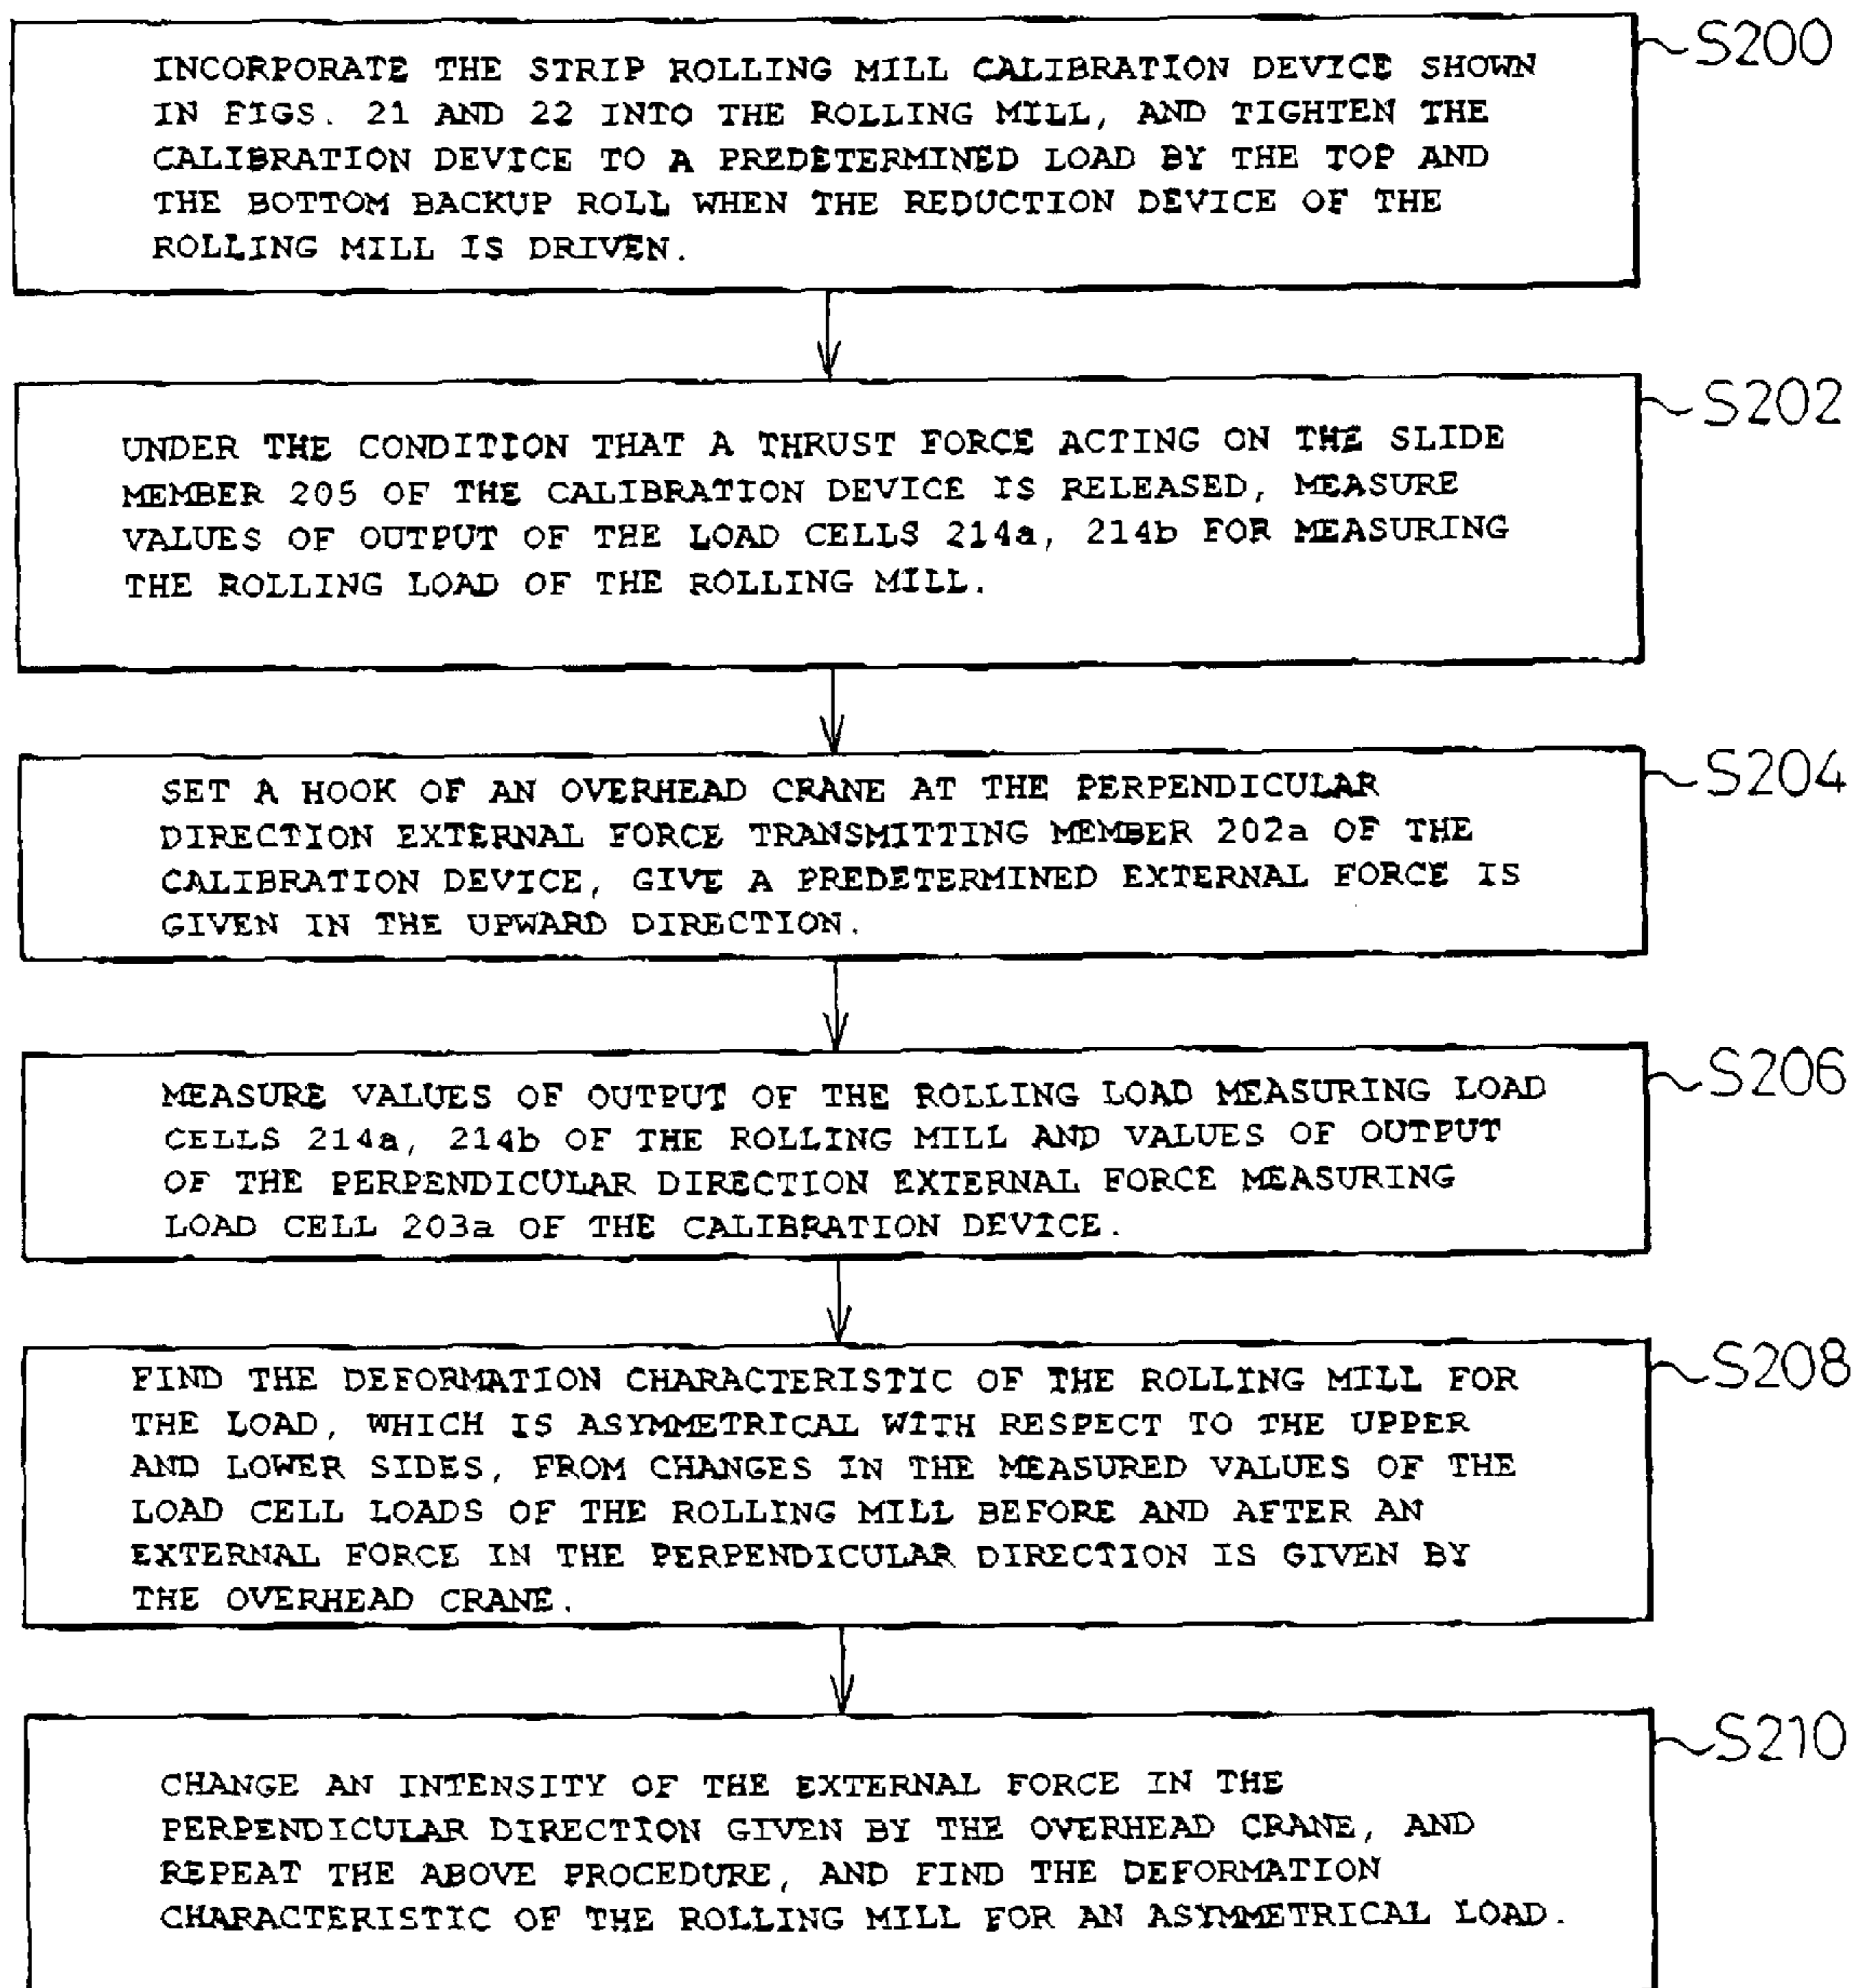 S200
INCORPORATE THE STRIP ROLLING MILL CALIBRATION DEVICE SHOWN
IN FIGS. 21 AND 22 INTO THE ROLLING MILL, AND TIGHTEN THE
CALIBRATION DEVICE TO A PREDETERMINED LOAD BY THE TOP AND
THE BOTTOM BACKUP ROLL WHEN THE REDUCTION DEVICE OF THE
ROLLING MILL IS DRIVEN.
S202
UNDER THE CONDITION THAT A THRUST FORCE ACTING ON THE SLIDE
MEMBER 205 OF THE CALIBRATION DEVICE IS RELEASED, MEASURE
VALUES OF OUTPUT OF THE LOAD CELLS 214a, 214b FOR MEASURING
THE ROLLING LOAD OF THE ROLLING MILL.
S204
SET A HOOK OF AN OVERHEAD CRANE AT THE PERPENDICULAR
DIRECTION EXTERNAL FORCE TRANSMITTING MEMBER 202a OF THE
CALIBRATION DEVICE, GIVE A PREDETERMINED EXTERNAL FORCE IS
GIVEN IN THE UPWARD DIRECTION.
S206
MEASURE VALUES OF OUTPUT OF THE ROLLING LOAD MEASURING LOAD
CELLS 214a, 214b OF THE ROLLING MILL AND VALUES OF OUTPUT
OF THE PERPENDICULAR DIRECTION EXTERNAL FORCE MEASURING
LOAD CELL 203a OF THE CALIBRATION DEVICE.
S208
FIND THE DEFORMATION CHARACTERISTIC OF THE ROLLING MILL FOR
THE LOAD, WHICH IS ASYMMETRICAL WITH RESPECT TO THE UPPER
AND LOWER SIDES, FROM CHANGES IN THE MEASURED VALUES OF THE
LOAD CELL LOADS OF THE ROLLING MILL BEFORE AND AFTER AN
EXTERNAL FORCE IN THE PERPENDICULAR DIRECTION IS GIVEN BY
THE OVERHEAD CRANE.
S210
CHANGE AN INTENSITY OF THE EXTERNAL FORCE IN THE
PERPENDICULAR DIRECTION GIVEN BY THE OVERHEAD CRANE, AND
REPEAT THE ABOVE PROCEDURE, AND FIND THE DEFORMATION
CHARACTERISTIC OF THE ROLLING MILL FOR AN ASYMMETRICAL LOAD.